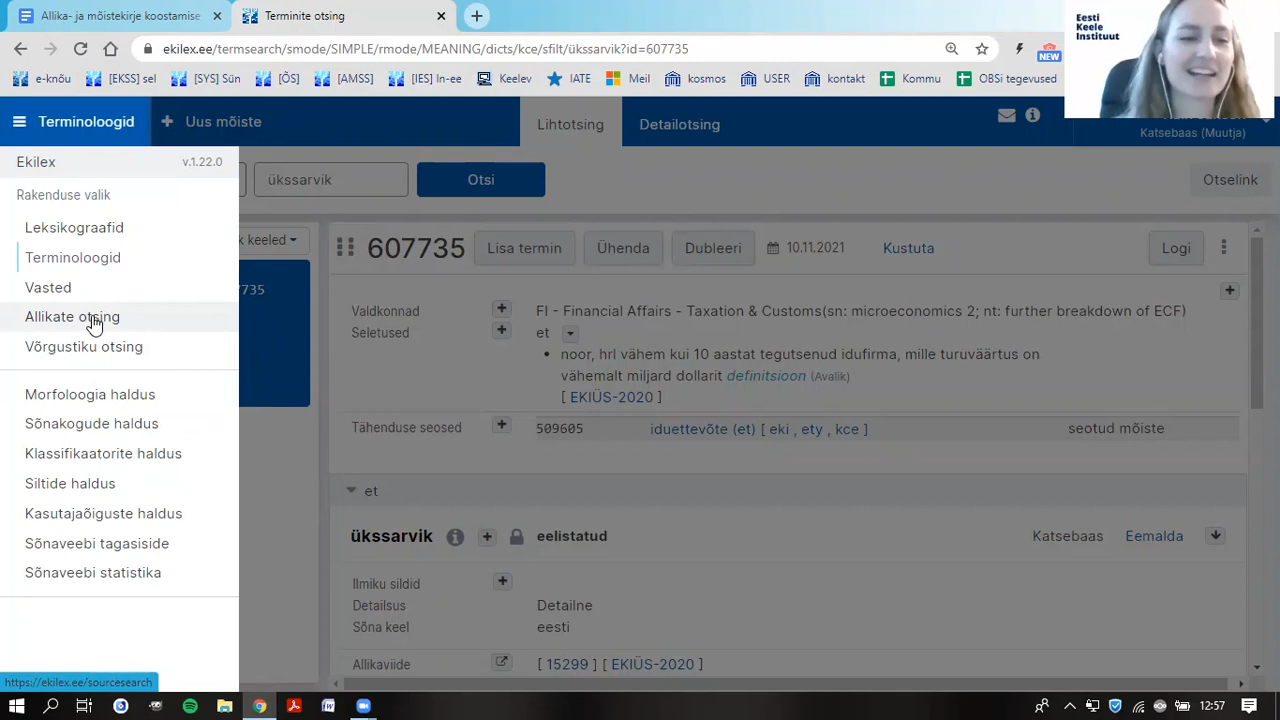 Allika- ja mõistekirje koostamise
Terminite otsing
ekilex.ee/termsearch/smode/SIMPLE/rmode/MEANING/dicts/kce/sfilt/ükssarvik?id=607735
NEW
e-knõu
[EKSS] sel
[SYS] Sün
[ÕS]
[AMSS]
[IES] In-ee
Keelev
IATE
Meil
kosmos
USER
kontakt
Kommu
OBSi tegevused
Eesti
Keele
Instituut
Terminoloogid
Uus mõiste
Lihtotsing
Detailotsing
Katsebaas (Muutja)
Ekilex
v.1.22.0
Rakenduse valik
Leksikograafid
Terminoloogid
Vasted
Allikate otsing
Võrgustiku otsing
Morfoloogia haldus
Sõnakogude haldus
Klassifikaatorite haldus
Siltide haldus
Kasutajaõiguste haldus
Sõnaveebi tagasiside
Sõnaveebi statistika
https://ekilex.ee/sourcesearch
ükssarvik
Otsi
Otselink
k keeled
7735
607735
Lisa termin
Ühenda
Dubleeri
10.11.2021
Kustuta
Logi
Valdkonnad
FI - Financial Affairs - Taxation & Customs(sn: microeconomics 2; nt: further breakdown of ECF)
Seletused
et
noor, hrl vähem kui 10 aastat tegutsenud idufirma, mille turuväärtus on
vähemalt miljard dollarit definitsioon (Avalik)
[ EKIÜS-2020 ]
Tähenduse seosed
509605
iduettevõte (et) [ eki , ety , kce ]
seotud mõiste
et
ükssarvik
eelistatud
Katsebaas
Eemalda
Ilmiku sildid
Detailsus
Detailne
Sõna keel
eesti
Allikaviide
[ 15299 ] [ EKIÜS-2020 ]
12:57